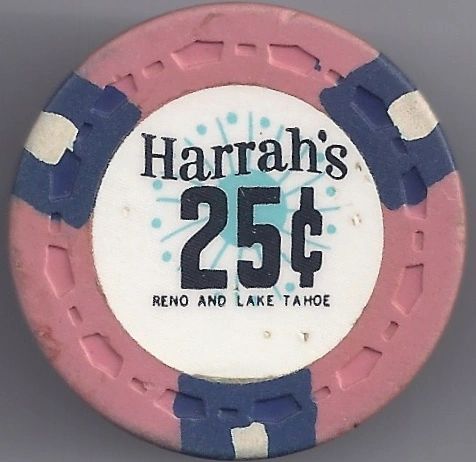 Harrah's
25¢
RENO AND LAKE TAHOE